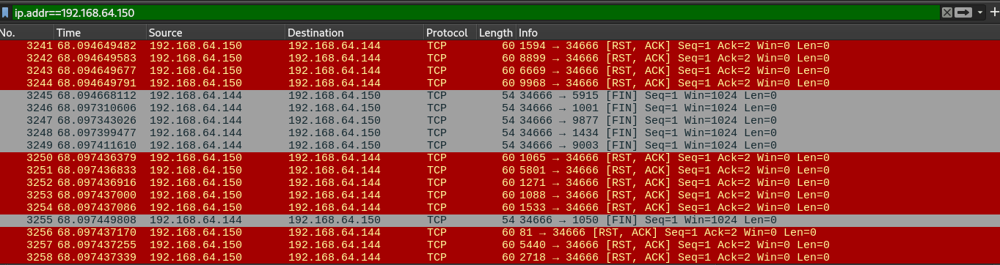 ip.addr==192.168.64.150
No. Time Source Destination Protocol Length Info
3241 68.094649482 192.168.64.150 192.168.64.144 TCP 60 1594 → 34666 [RST, ACK] Seq=1 Ack=2 Win=0 Len=0
3242 68.094649583 192.168.64.150 192.168.64.144 TCP 60 8899 → 34666 [RST, ACK] Seq=1 Ack=2 Win=0 Len=0
3243 68.094649677 192.168.64.150 192.168.64.144 TCP 60 6669 → 34666 [RST, ACK] Seq=1 Ack=2 Win=0 Len=0
3244 68.094649791 192.168.64.150 192.168.64.144 TCP 60 9968 → 34666 [RST, ACK] Seq=1 Ack=2 Win=0 Len=0
3245 68.094668112 192.168.64.144 192.168.64.150 TCP 54 34666 → 5915 [FIN] Seq=1 Win=1024 Len=0
3246 68.097310606 192.168.64.144 192.168.64.150 TCP 54 34666 → 1001 [FIN] Seq=1 Win=1024 Len=0
3247 68.097343026 192.168.64.144 192.168.64.150 TCP 54 34666 → 9877 [FIN] Seq=1 Win=1024 Len=0
3248 68.097399477 192.168.64.144 192.168.64.150 TCP 54 34666 → 1434 [FIN] Seq=1 Win=1024 Len=0
3249 68.097411610 192.168.64.144 192.168.64.150 TCP 54 34666 → 9003 [FIN] Seq=1 Win=1024 Len=0
3250 68.097436379 192.168.64.150 192.168.64.144 TCP 60 1065 → 34666 [RST, ACK] Seq=1 Ack=2 Win=0 Len=0
3251 68.097436833 192.168.64.150 192.168.64.144 TCP 60 5801 → 34666 [RST, ACK] Seq=1 Ack=2 Win=0 Len=0
3252 68.097436916 192.168.64.150 192.168.64.144 TCP 60 1271 → 34666 [RST, ACK] Seq=1 Ack=2 Win=0 Len=0
3253 68.097437000 192.168.64.150 192.168.64.144 TCP 60 1088 → 34666 [RST, ACK] Seq=1 Ack=2 Win=0 Len=0
3254 68.097437086 192.168.64.150 192.168.64.144 TCP 60 1533 → 34666 [RST, ACK] Seq=1 Ack=2 Win=0 Len=0
3255 68.097449808 192.168.64.144 192.168.64.150 TCP 54 34666 → 1050 [FIN] Seq=1 Win=1024 Len=0
3256 68.097437170 192.168.64.150 192.168.64.144 TCP 60 81 → 34666 [RST, ACK] Seq=1 Ack=2 Win=0 Len=0
3257 68.097437255 192.168.64.150 192.168.64.144 TCP 60 5440 → 34666 [RST, ACK] Seq=1 Ack=2 Win=0 Len=0
3258 68.097437339 192.168.64.150 192.168.64.144 TCP 60 2718 → 34666 [RST, ACK] Seq=1 Ack=2 Win=0 Len=0